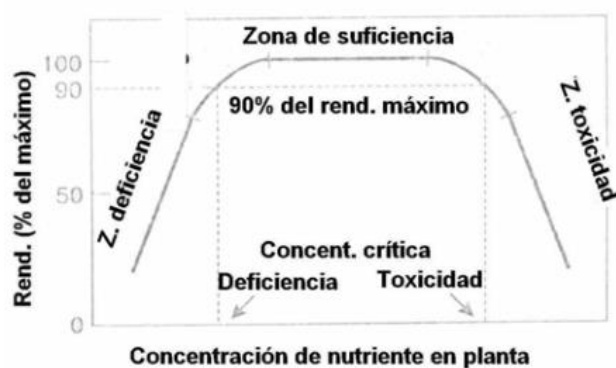 Zona de suficiencia
100
90
90% del rend. máximo
Z. deficiencia
Z. toxicidad
Rend. (% del máximo)
50
Concent. crítica
Deficiencia
Toxicidad
0
Concentración de nutriente en planta